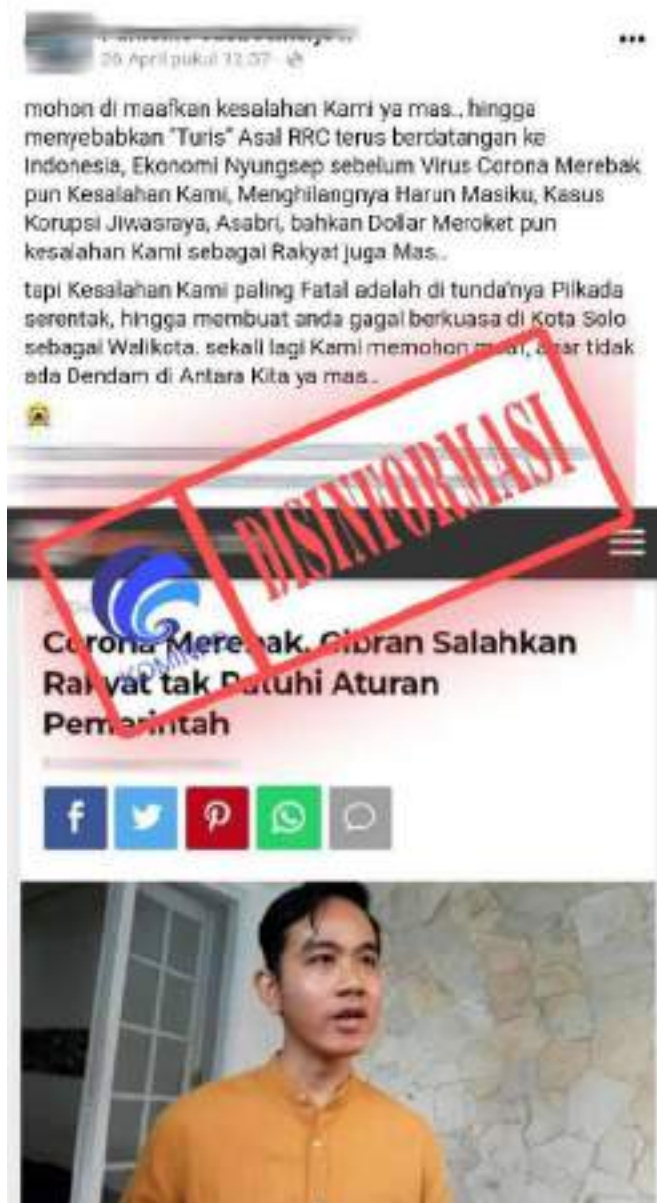 26 April pukul 12.57
mohon di maafkan kesalahan Kami ya mas.. hingga
menyebabkan "Turis" Asal RRC terus berdatangan ke
Indonesia, Ekonomi Nyungsep sebelum Virus Corona Merebak
pun Kesalahan Kami, Menghilangnya Harun Masiku, Kasus
Korupsi Jiwasraya, Asabri, bahkan Dollar Meroket pun
kesalahan Kami sebagai Rakyat juga Mas..
tapi Kesalahan Kami paling Fatal adalah di tunda'nya Pilkada
serentak, hingga membuat anda gagal berkuasa di Kota Solo
sebagai Walikota. sekali lagi Kami memohon maaf, agar tidak
ada Dendam di Antara Kita ya mas..
DISINFORMASI
KOMINFO
Corona Merebak, Gibran Salahkan
Rakyat tak Patuhi Aturan
Pemerintah